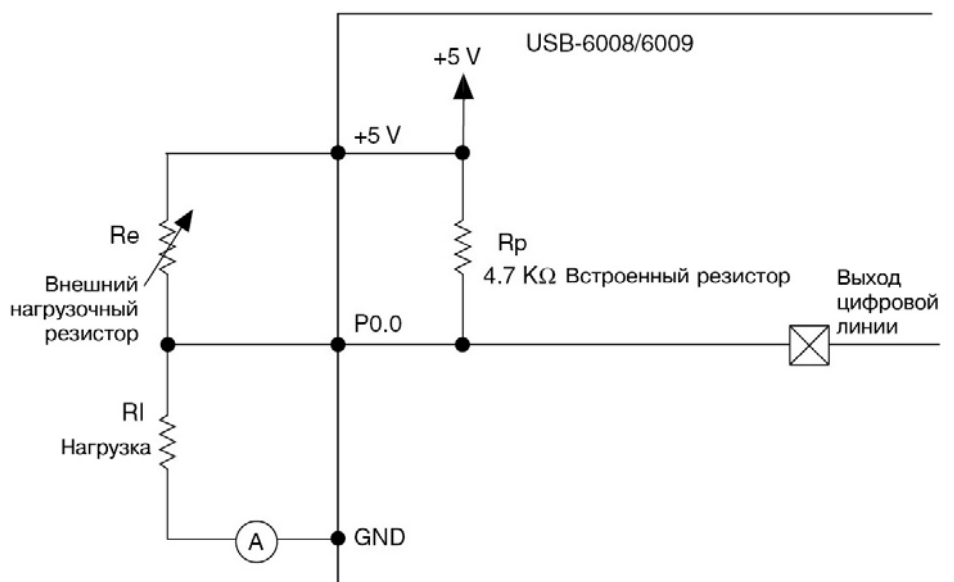 USB-6008/6009
+5 V
+5 V
Re
Внешний
нагрузочный
резистор
Rp
4.7 KΩ Встроенный резистор
Выход
цифровой
линии
P0.0
Rl
Нагрузка
A
GND